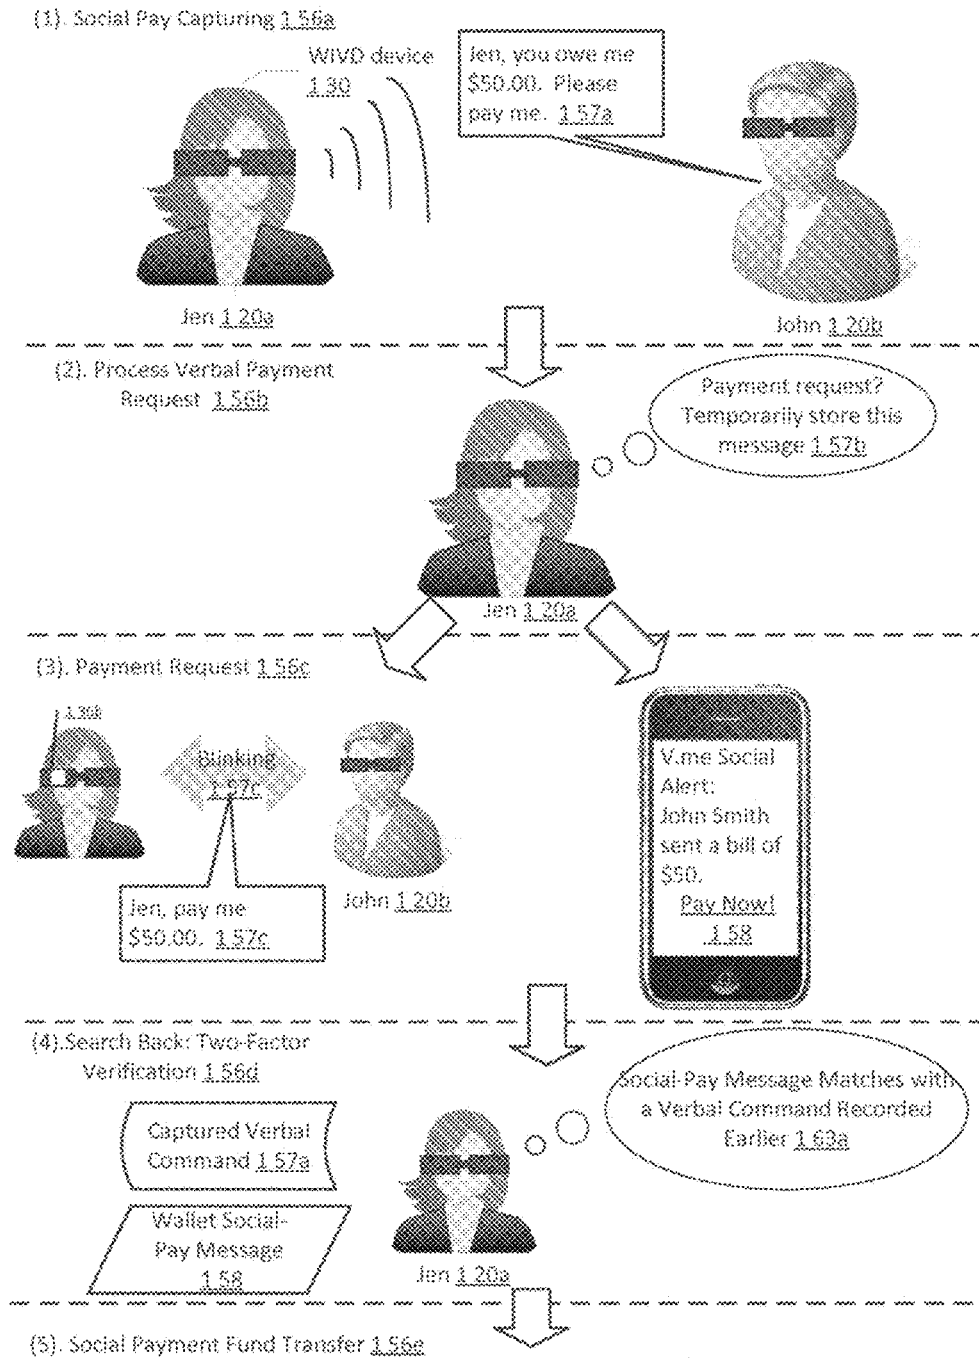 (1). Social Pay Capturing 1.56a
WIVD device
1.30
Jen, you owe me
$50.00. Please
pay me. 1.57a
Jen 1.20a
John 1.20b
(2). Process Verbal Payment
Request 1.56b
Payment request?
Temporarily store this
message 1.57b
Jen 1.20a
(3). Payment Request 1.56c
Blinking
1.57c
Jen, pay me
$50.00. 1.57c
John 1.20b
V.me Social
Alert:
John Smith
sent a bill of
$50.
Pay Now!
1.58
(4).Search Back: Two-Factor
Verification 1.56d
Captured Verbal
Command 1.57a
Wallet Social-
Pay Message
1.58
Social-Pay Message Matches with
a Verbal Command Recorded
Earlier 1.63a
Jen 1.20a
(5). Social Payment Fund Transfer 1.56e